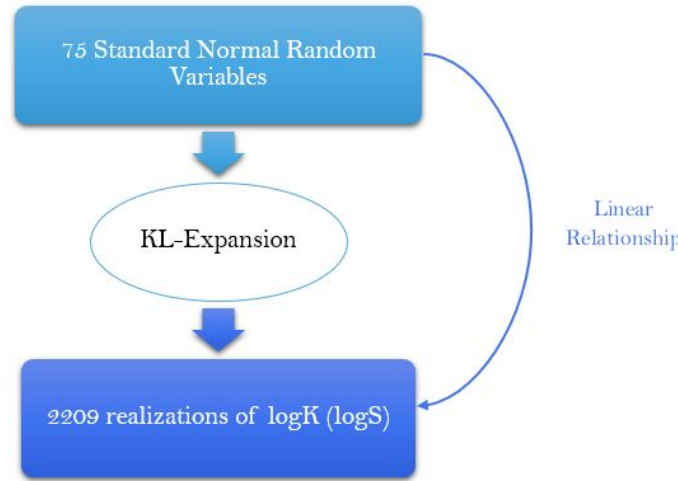 75 Standard Normal Random
Variables
KL-Expansion
Linear
Relationship
2209 realizations of logK (logS)